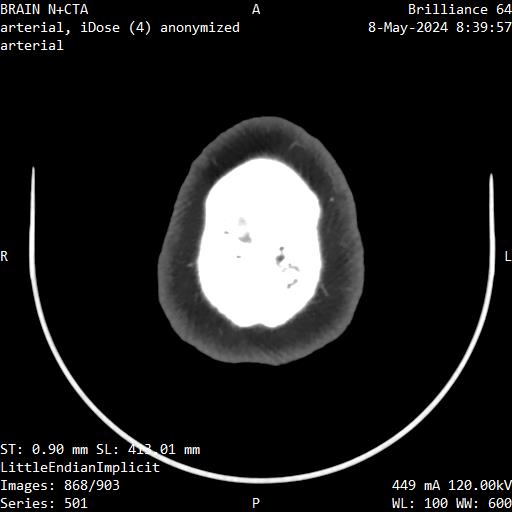 BRAIN N+CTA
arterial, iDose (4) anonymized
arterial
A
Brilliance 64
8-May-2024 8:39:57
R
L
ST: 0.90 mm SL: 413.01 mm
LittleEndianImplicit
Images: 868/903
Series: 501
P
449 mA 120.00kV
WL: 100 WW: 600